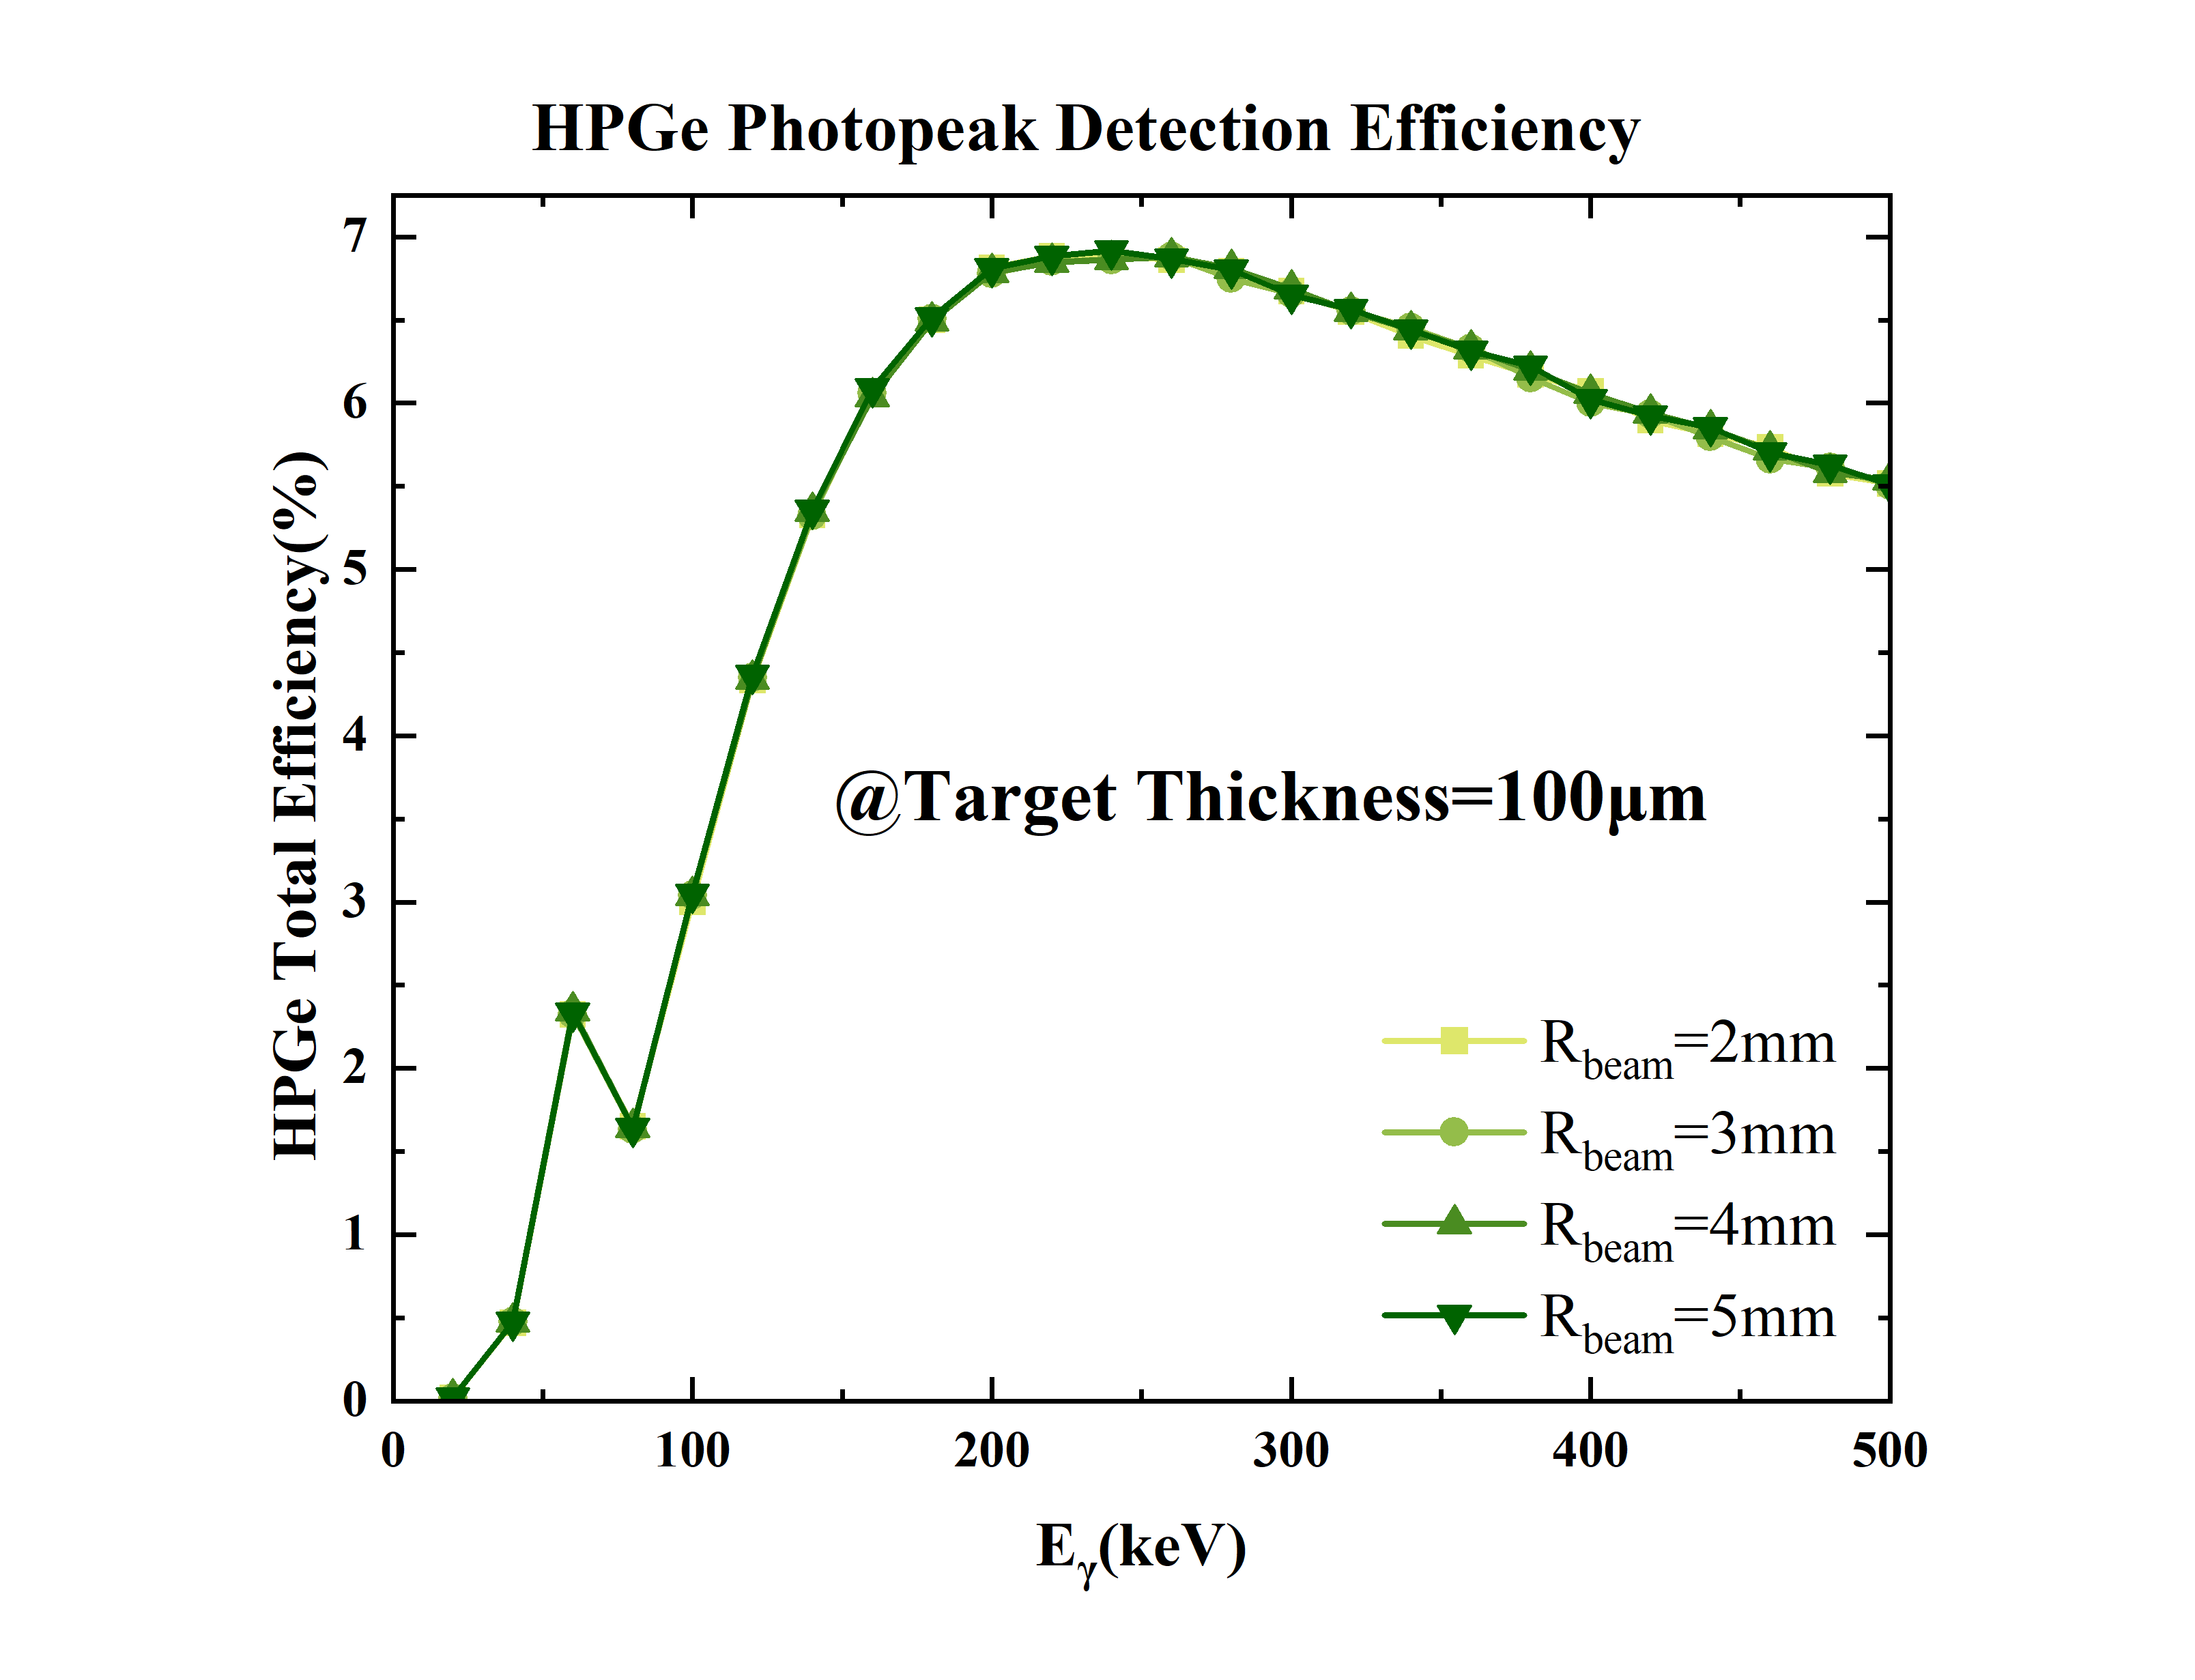 HPGe Photopeak Detection Efficiency
HPGe Total Efficiency(%)
7
6
5
4
3
2
1
0
@Target Thickness=100μm
Rbeam=2mm
Rbeam=3mm
Rbeam=4mm
Rbeam=5mm
0 100 200 300 400 500
Eγ(keV)